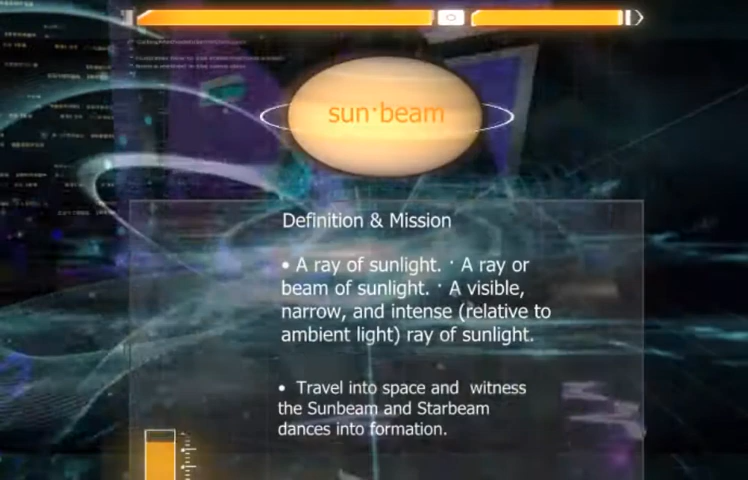 sun·beam
Definition & Mission
• A ray of sunlight. · A ray or
beam of sunlight. · A visible,
narrow, and intense (relative to
ambient light) ray of sunlight.
• Travel into space and witness
the Sunbeam and Starbeam
dances into formation.